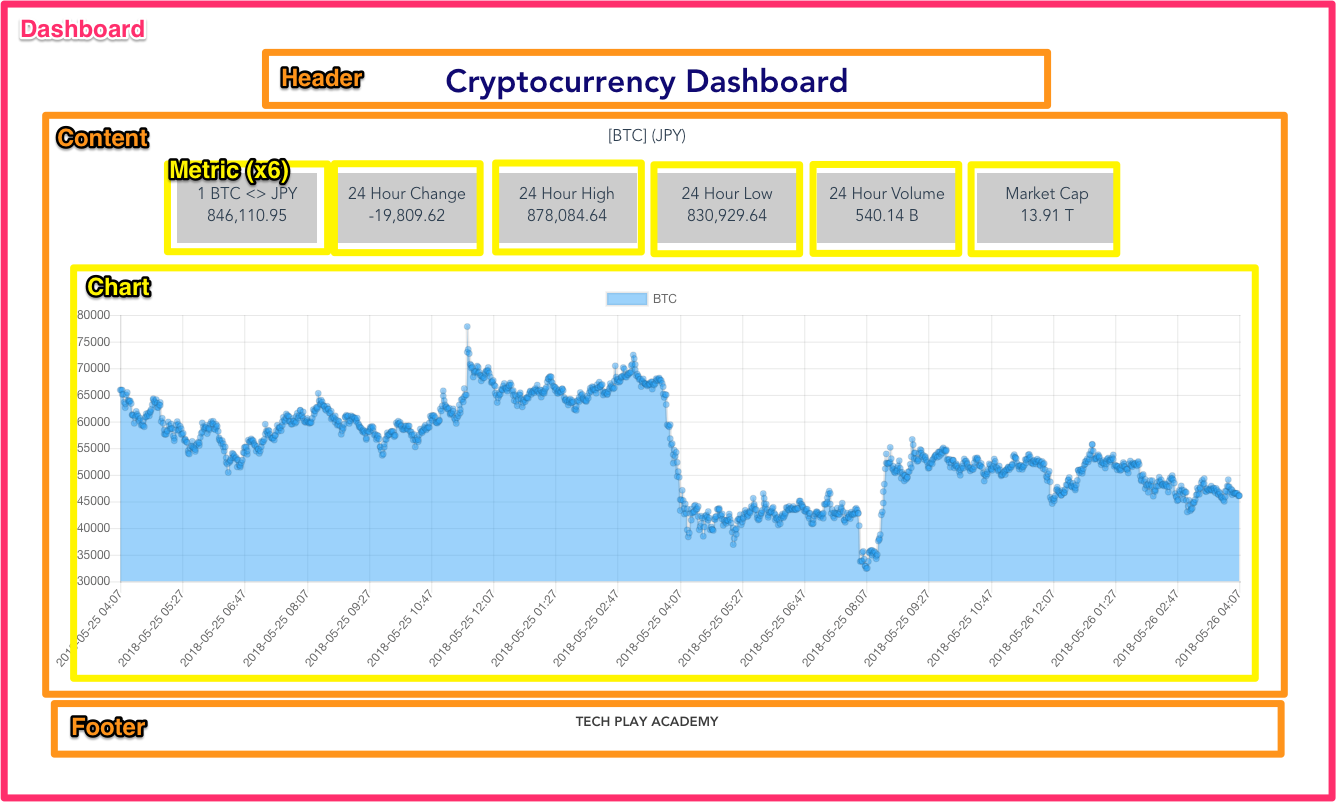 Dashboard
Header
Cryptocurrency Dashboard
Content
[BTC] (JPY)
Metric (x6)
1 BTC <> JPY
846,110.95
24 Hour Change
-19,809.62
24 Hour High
878,084.64
24 Hour Low
830,929.64
24 Hour Volume
540.14 B
Market Cap
13.91 T
Chart
BTC
80000
75000
70000
65000
60000
55000
50000
45000
40000
35000
30000
2018-05-25 04:07
2018-05-25 05:27
2018-05-25 06:47
2018-05-25 08:07
2018-05-25 09:27
2018-05-25 10:47
2018-05-25 12:07
2018-05-25 01:27
2018-05-25 02:47
2018-05-25 04:07
2018-05-25 05:27
2018-05-25 06:47
2018-05-25 08:07
2018-05-25 09:27
2018-05-25 10:47
2018-05-26 12:07
2018-05-26 01:27
2018-05-26 02:47
2018-05-26 04:07
Footer
TECH PLAY ACADEMY